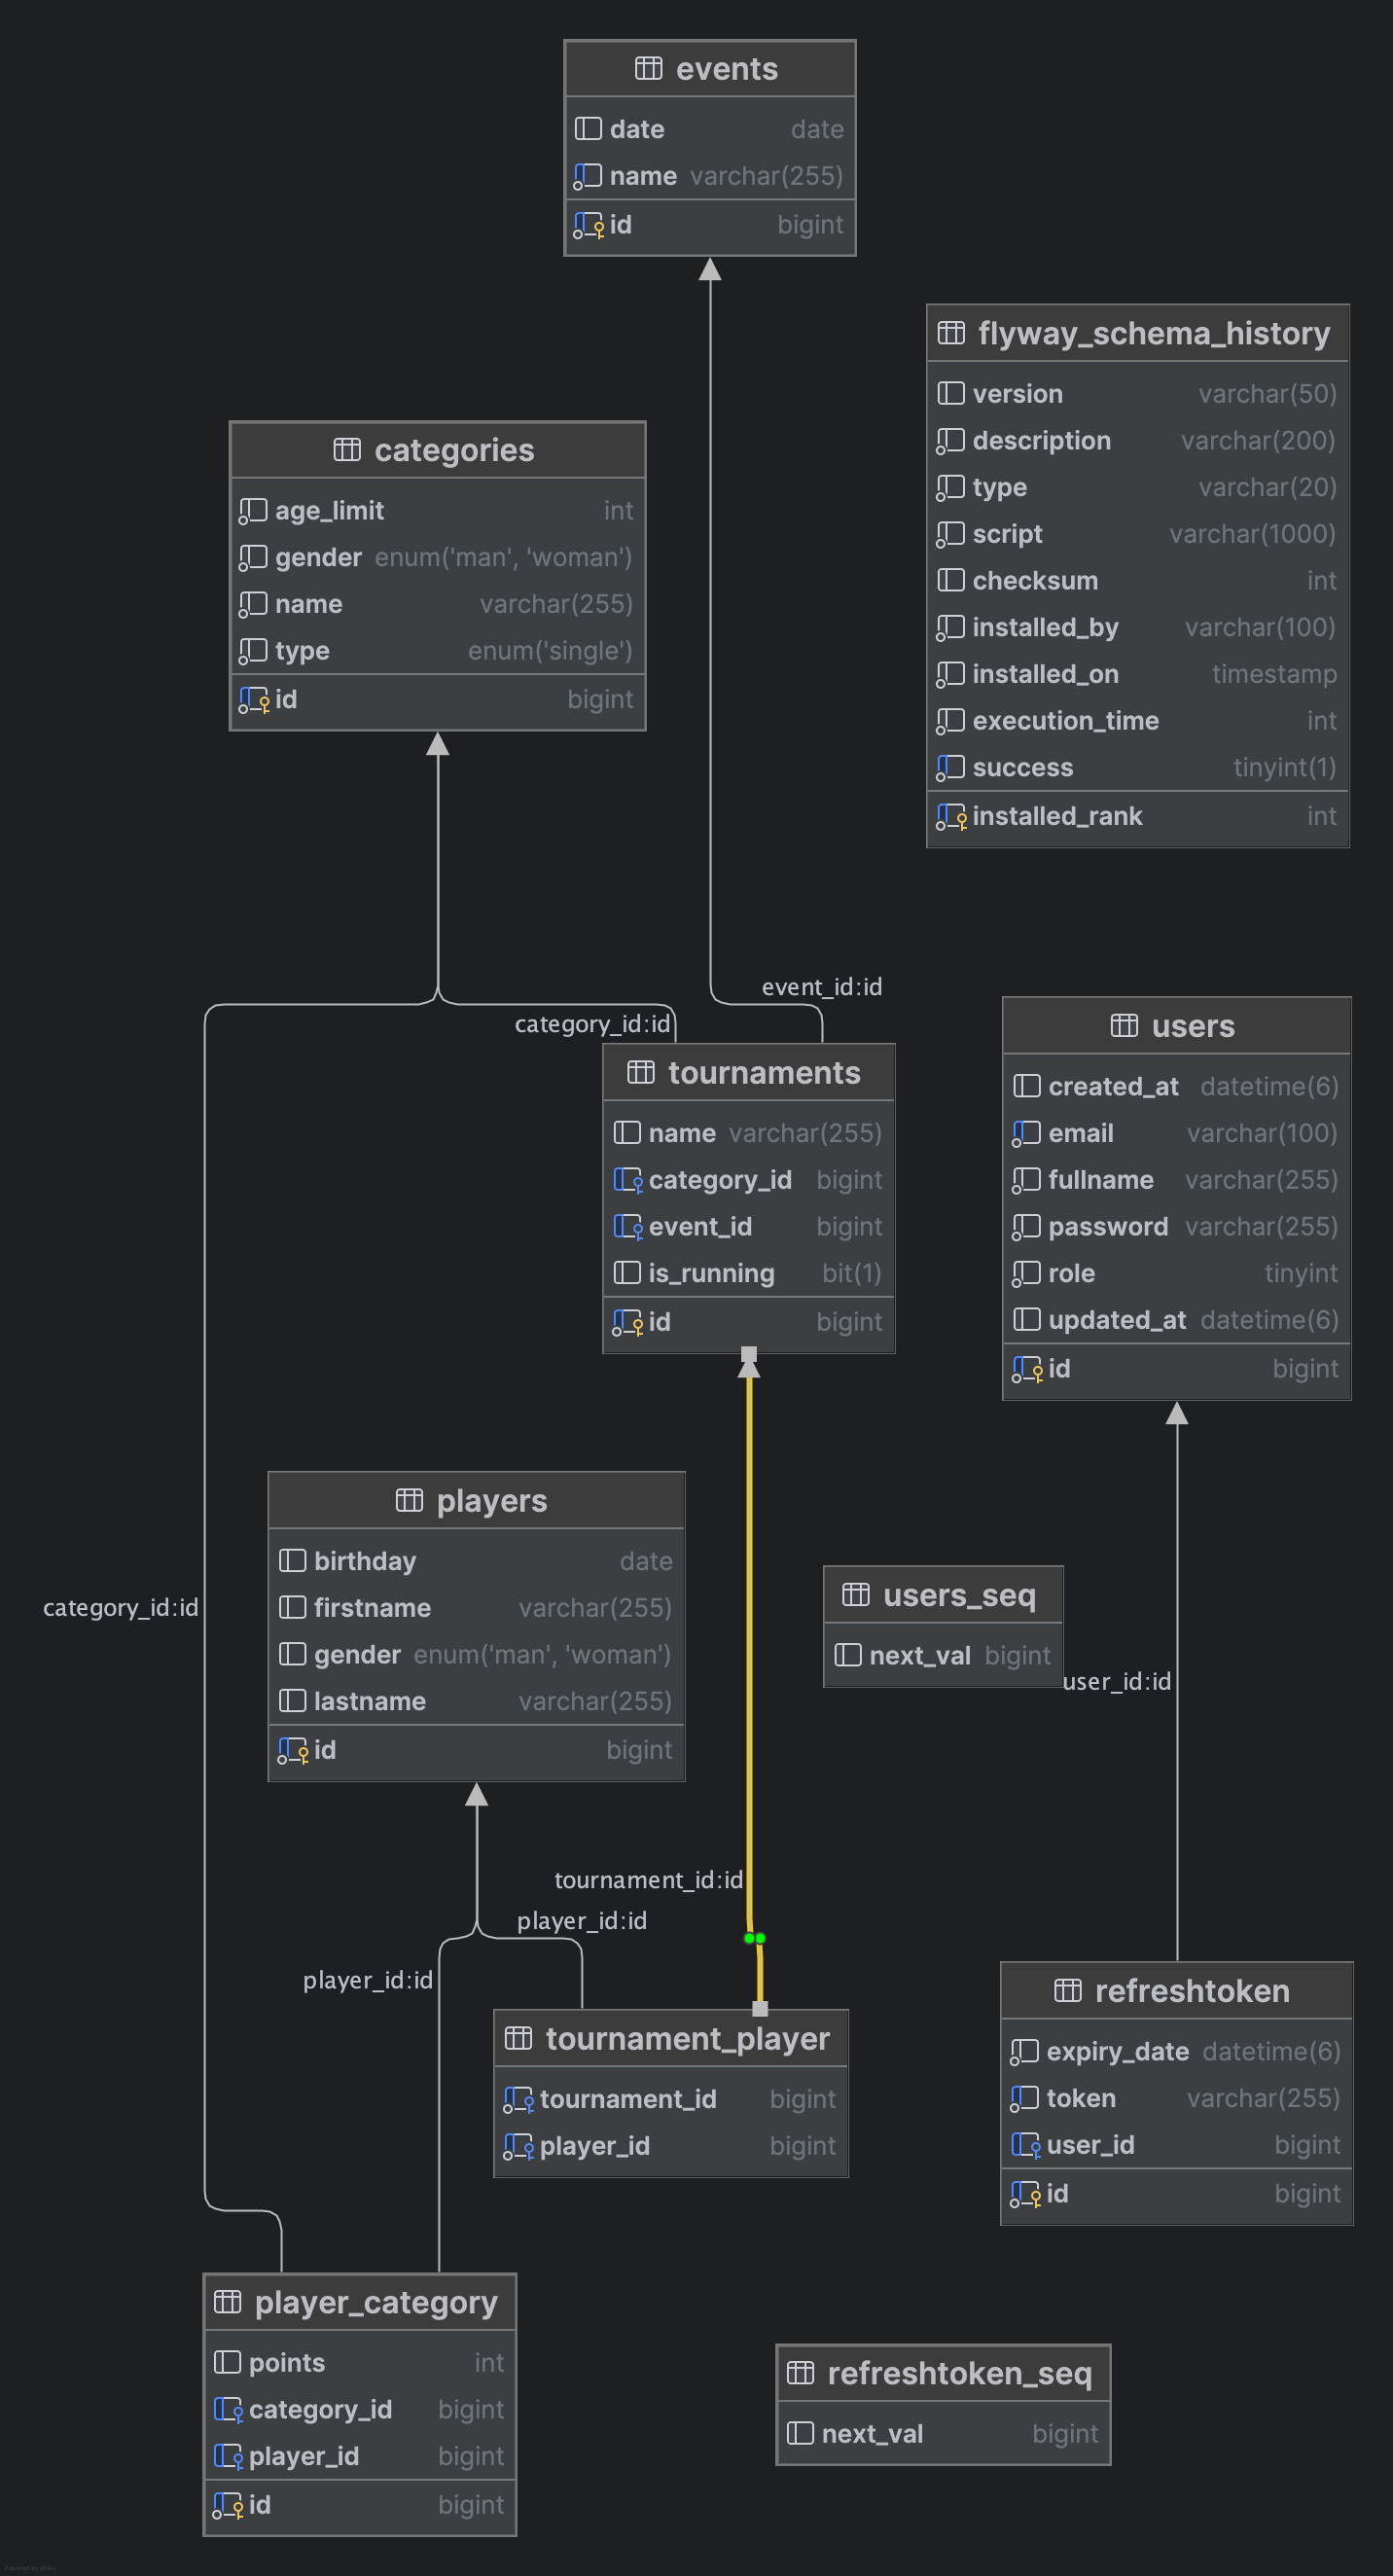 events
date date
name varchar(255)
id bigint
flyway_schema_history
version varchar(50)
description varchar(200)
type varchar(20)
script varchar(1000)
checksum int
installed_by varchar(100)
installed_on timestamp
execution_time int
success tinyint(1)
installed_rank int
categories
age_limit int
gender enum('man', 'woman')
name varchar(255)
type enum('single')
id bigint
event_id:id
category_id:id
tournaments
name varchar(255)
category_id bigint
event_id bigint
is_running bit(1)
id bigint
users
created_at datetime(6)
email varchar(100)
fullname varchar(255)
password varchar(255)
role tinyint
updated_at datetime(6)
id bigint
players
birthday date
firstname varchar(255)
gender enum('man', 'woman')
lastname varchar(255)
id bigint
category_id:id
users_seq
next_val bigint
user_id:id
tournament_id:id
player_id:id
player_id:id
tournament_player
tournament_id bigint
player_id bigint
refreshtoken
expiry_date datetime(6)
token varchar(255)
user_id bigint
id bigint
player_category
points int
category_id bigint
player_id bigint
id bigint
refreshtoken_seq
next_val bigint
Powered by yFiles